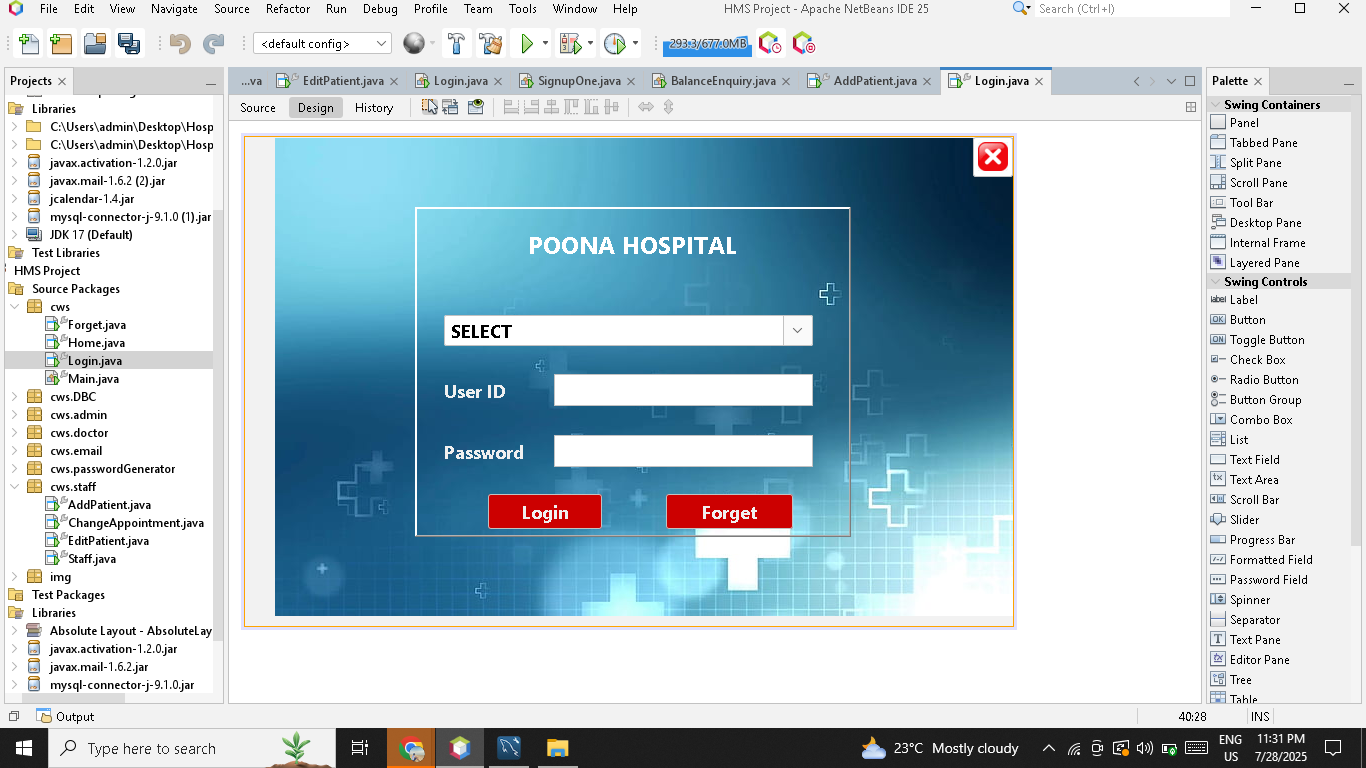 File Edit View Navigate Source Refactor Run Debug Profile Team Tools Window Help HMS Project - Apache NetBeans IDE 25 Search (Ctrl+I)
<default config> 293.3/677.0MB
Projects ...va EditPatient.java Login.java SignupOne.java BalanceEnquiry.java AddPatient.java Login.java Palette
Source Design History
Libraries
C:\Users\admin\Desktop\Hosp
C:\Users\admin\Desktop\Hosp
javax.activation-1.2.0.jar
javax.mail-1.6.2 (2).jar
jcalendar-1.4.jar
mysql-connector-j-9.1.0 (1).jar
JDK 17 (Default)
Test Libraries
HMS Project
Source Packages
cws
Forget.java
Home.java
Login.java
Main.java
cws.DBC
cws.admin
cws.doctor
cws.email
cws.passwordGenerator
cws.staff
AddPatient.java
ChangeAppointment.java
EditPatient.java
Staff.java
img
Test Packages
Libraries
Absolute Layout - AbsoluteLay
javax.activation-1.2.0.jar
javax.mail-1.6.2.jar
mysql-connector-j-9.1.0.jar
POONA HOSPITAL
SELECT
User ID
Password
Login Forget
Swing Containers
Panel
Tabbed Pane
Split Pane
Scroll Pane
Tool Bar
Desktop Pane
Internal Frame
Layered Pane
Swing Controls
label Label
OK Button
ON Toggle Button
Check Box
Radio Button
Button Group
Combo Box
List
Text Field
Text Area
Scroll Bar
Slider
Progress Bar
Formatted Field
Password Field
Spinner
Separator
T Text Pane
Editor Pane
Tree
Table
Output 40:28 INS
Type here to search 23°C Mostly cloudy ENG US 11:31 PM 7/28/2025